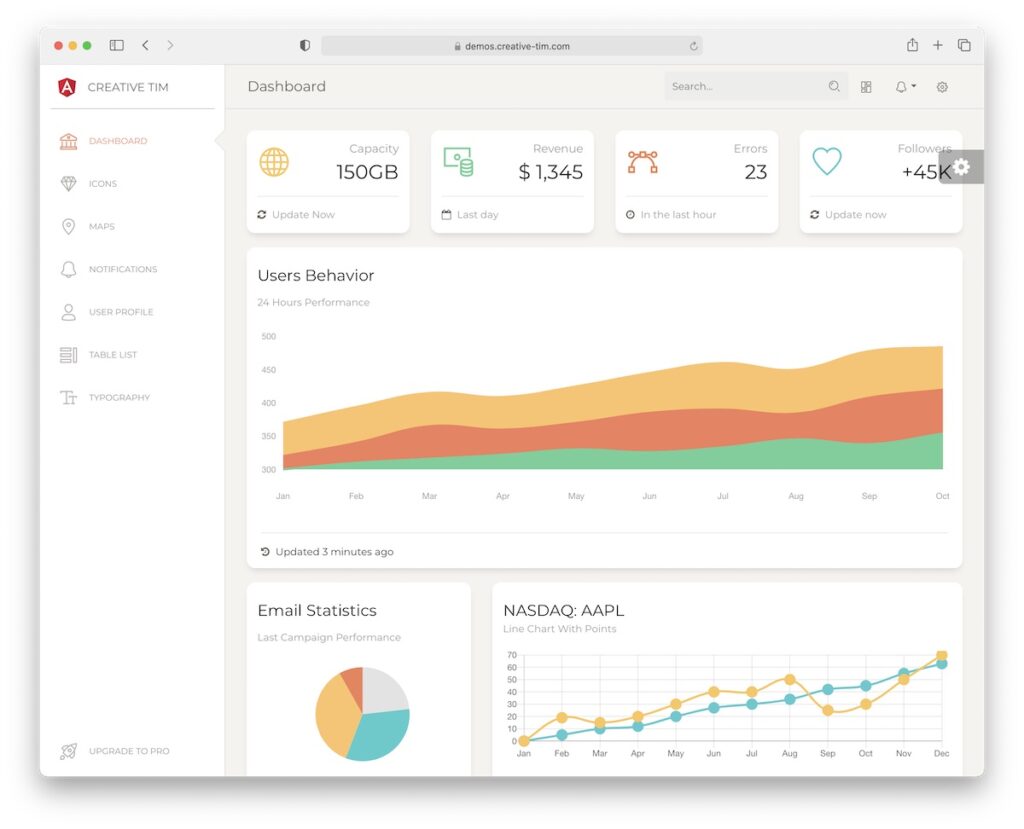 demos.creative-tim.com
CREATIVE TIM
Dashboard
Search...
DASHBOARD
ICONS
MAPS
NOTIFICATIONS
USER PROFILE
TABLE LIST
TYPOGRAPHY
UPGRADE TO PRO
Capacity
150GB
Update Now
Revenue
$ 1,345
Last day
Errors
23
In the last hour
Followers
+45K
Update now
Users Behavior
24 Hours Performance
500
450
400
350
300
Jan Feb Mar Apr May Jun Jul Aug Sep Oct
Updated 3 minutes ago
Email Statistics
Last Campaign Performance
NASDAQ: AAPL
Line Chart With Points
70
60
50
40
30
20
10
0
Jan Feb Mar Apr May Jun Jul Aug Sep Oct Nov Dec